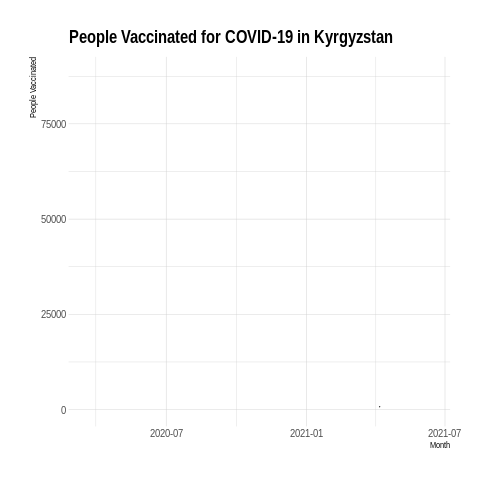 People Vaccinated for COVID-19 in Kyrgyzstan
People Vaccinated
75000
50000
25000
0
2020-07
2021-01
2021-07
Month